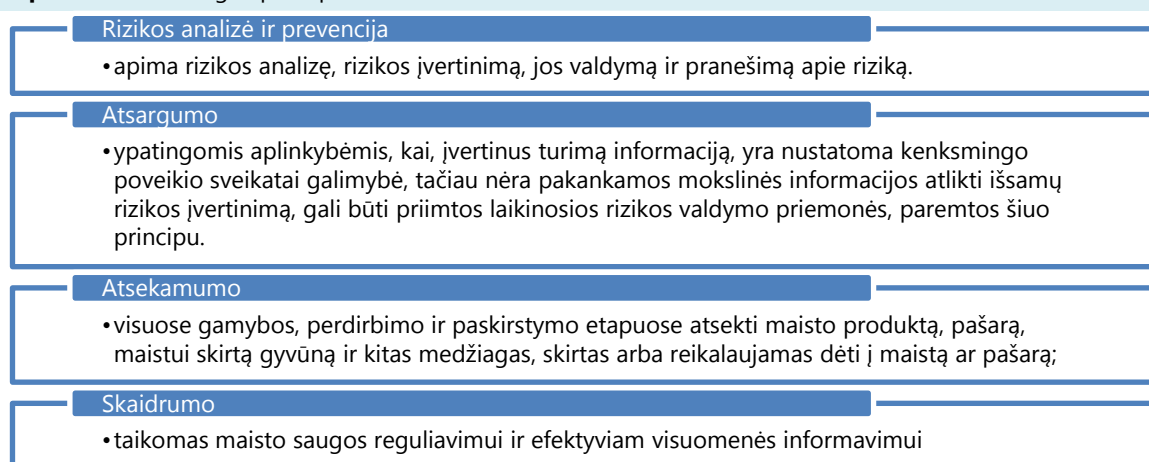 Rizikos analizė ir prevencija
•apima rizikos analizę, rizikos įvertinimą, jos valdymą ir pranešimą apie riziką.
Atsargumo
•ypatingomis aplinkybėmis, kai, įvertinus turimą informaciją, yra nustatoma kenksmingo
poveikio sveikatai galimybė, tačiau nėra pakankamos mokslinės informacijos atlikti išsamų
rizikos įvertinimą, gali būti priimtos laikinosios rizikos valdymo priemonės, paremtos šiuo
principu.
Atsekamumo
•visuose gamybos, perdirbimo ir paskirstymo etapuose atsekti maisto produktą, pašarą,
maistui skirtą gyvūną ir kitas medžiagas, skirtas arba reikalaujamas dėti į maistą ar pašarą;
Skaidrumo
•taikomas maisto saugos reguliavimui ir efektyviam visuomenės informavimui